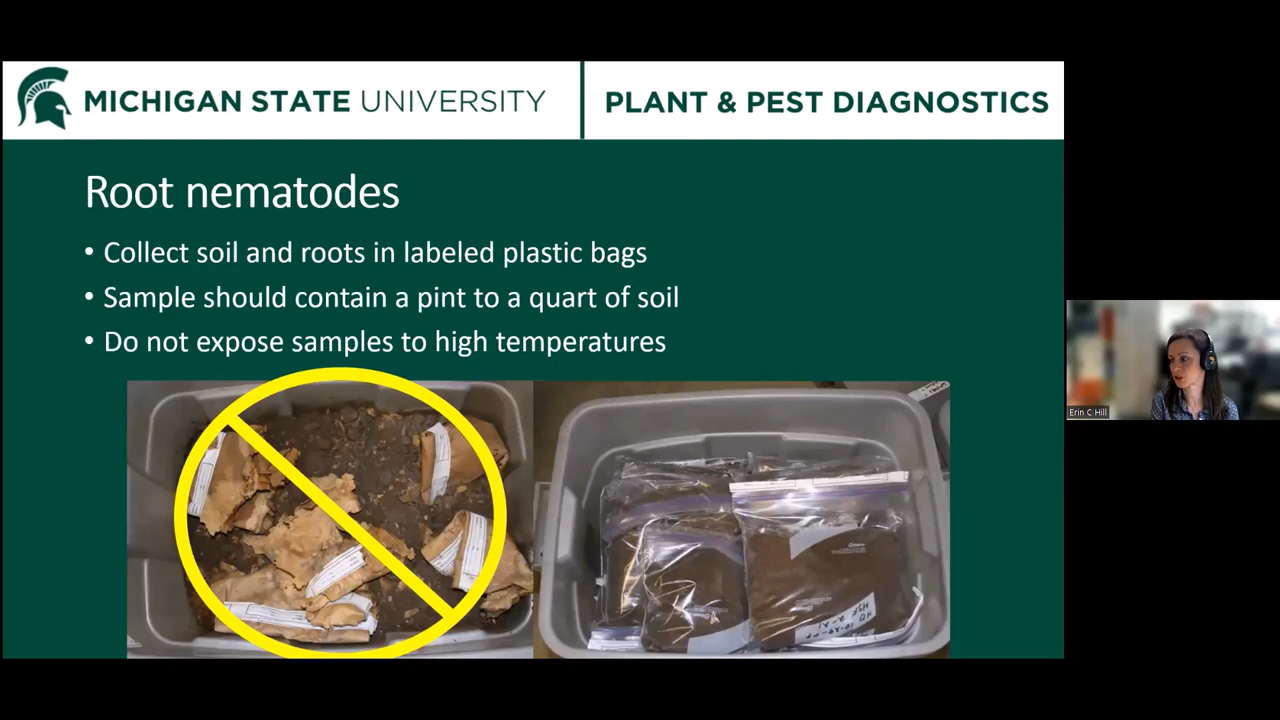 MICHIGAN STATE UNIVERSITY
PLANT & PEST DIAGNOSTICS
Root nematodes
• Collect soil and roots in labeled plastic bags
• Sample should contain a pint to a quart of soil
• Do not expose samples to high temperatures
Erin C Hill